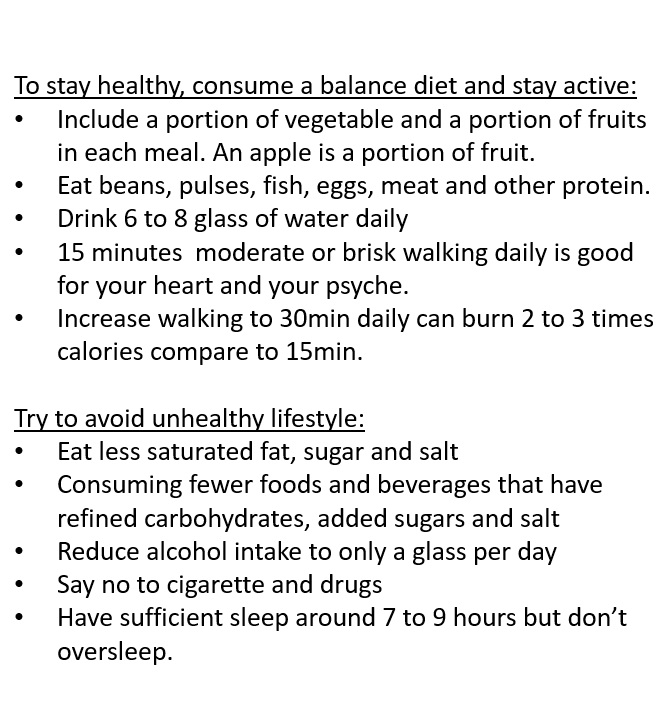 To stay healthy, consume a balance diet and stay active:
• Include a portion of vegetable and a portion of fruits
in each meal. An apple is a portion of fruit.
• Eat beans, pulses, fish, eggs, meat and other protein.
• Drink 6 to 8 glass of water daily
• 15 minutes  moderate or brisk walking daily is good
for your heart and your psyche.
• Increase walking to 30min daily can burn 2 to 3 times
calories compare to 15min.
Try to avoid unhealthy lifestyle:
• Eat less saturated fat, sugar and salt
• Consuming fewer foods and beverages that have
refined carbohydrates, added sugars and salt
• Reduce alcohol intake to only a glass per day
• Say no to cigarette and drugs
• Have sufficient sleep around 7 to 9 hours but don’t
oversleep.